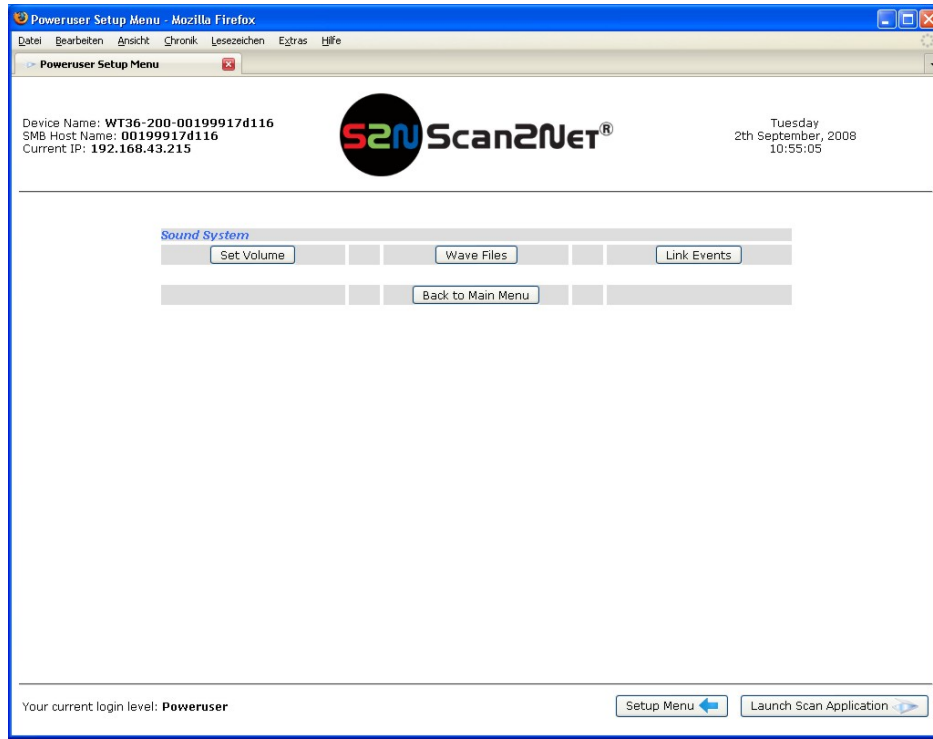 Poweruser Setup Menu - Mozilla Firefox
Datei Bearbeiten Ansicht Chronik Lesezeichen Extras Hilfe
Poweruser Setup Menu
Device Name: WT36-200-00199917d116
SMB Host Name: 00199917d116
Current IP: 192.168.43.215
S2N Scan2Net®
Tuesday
2th September, 2008
10:55:05
Sound System
Set Volume Wave Files Link Events
Back to Main Menu
Your current login level: Poweruser
Setup Menu Launch Scan Application